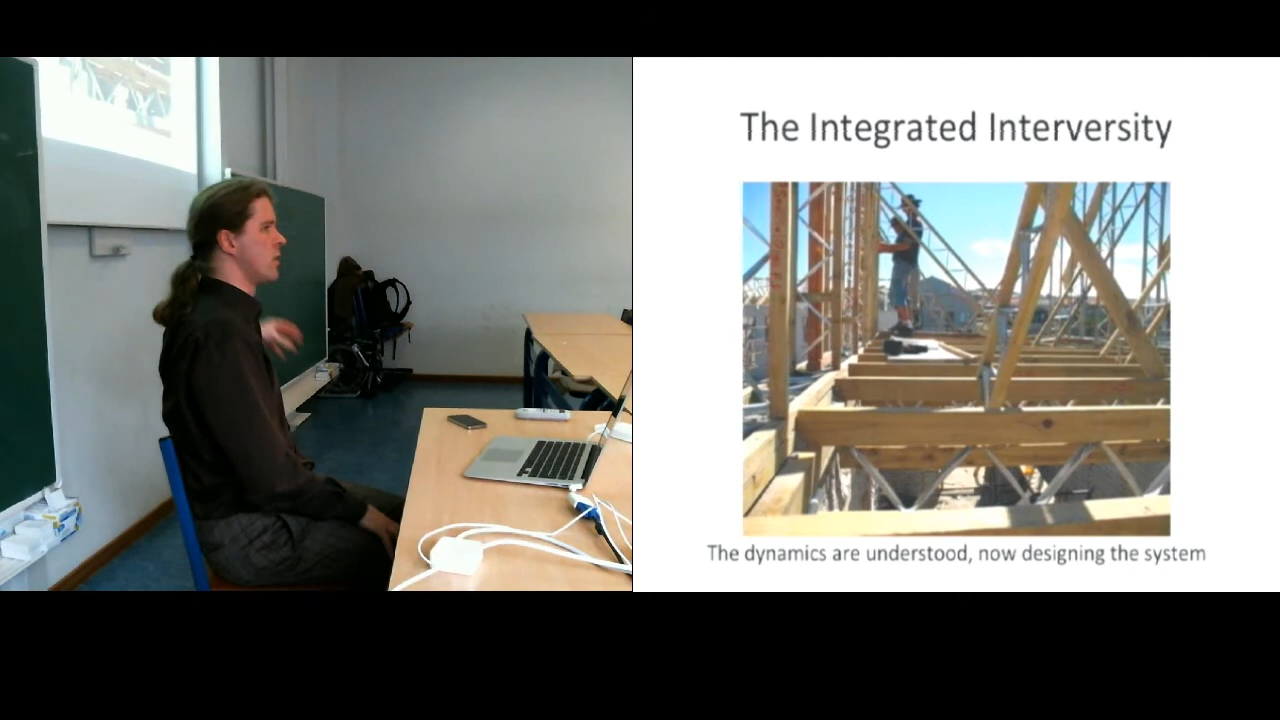 The Integrated Interversity
The dynamics are understood, now designing the system